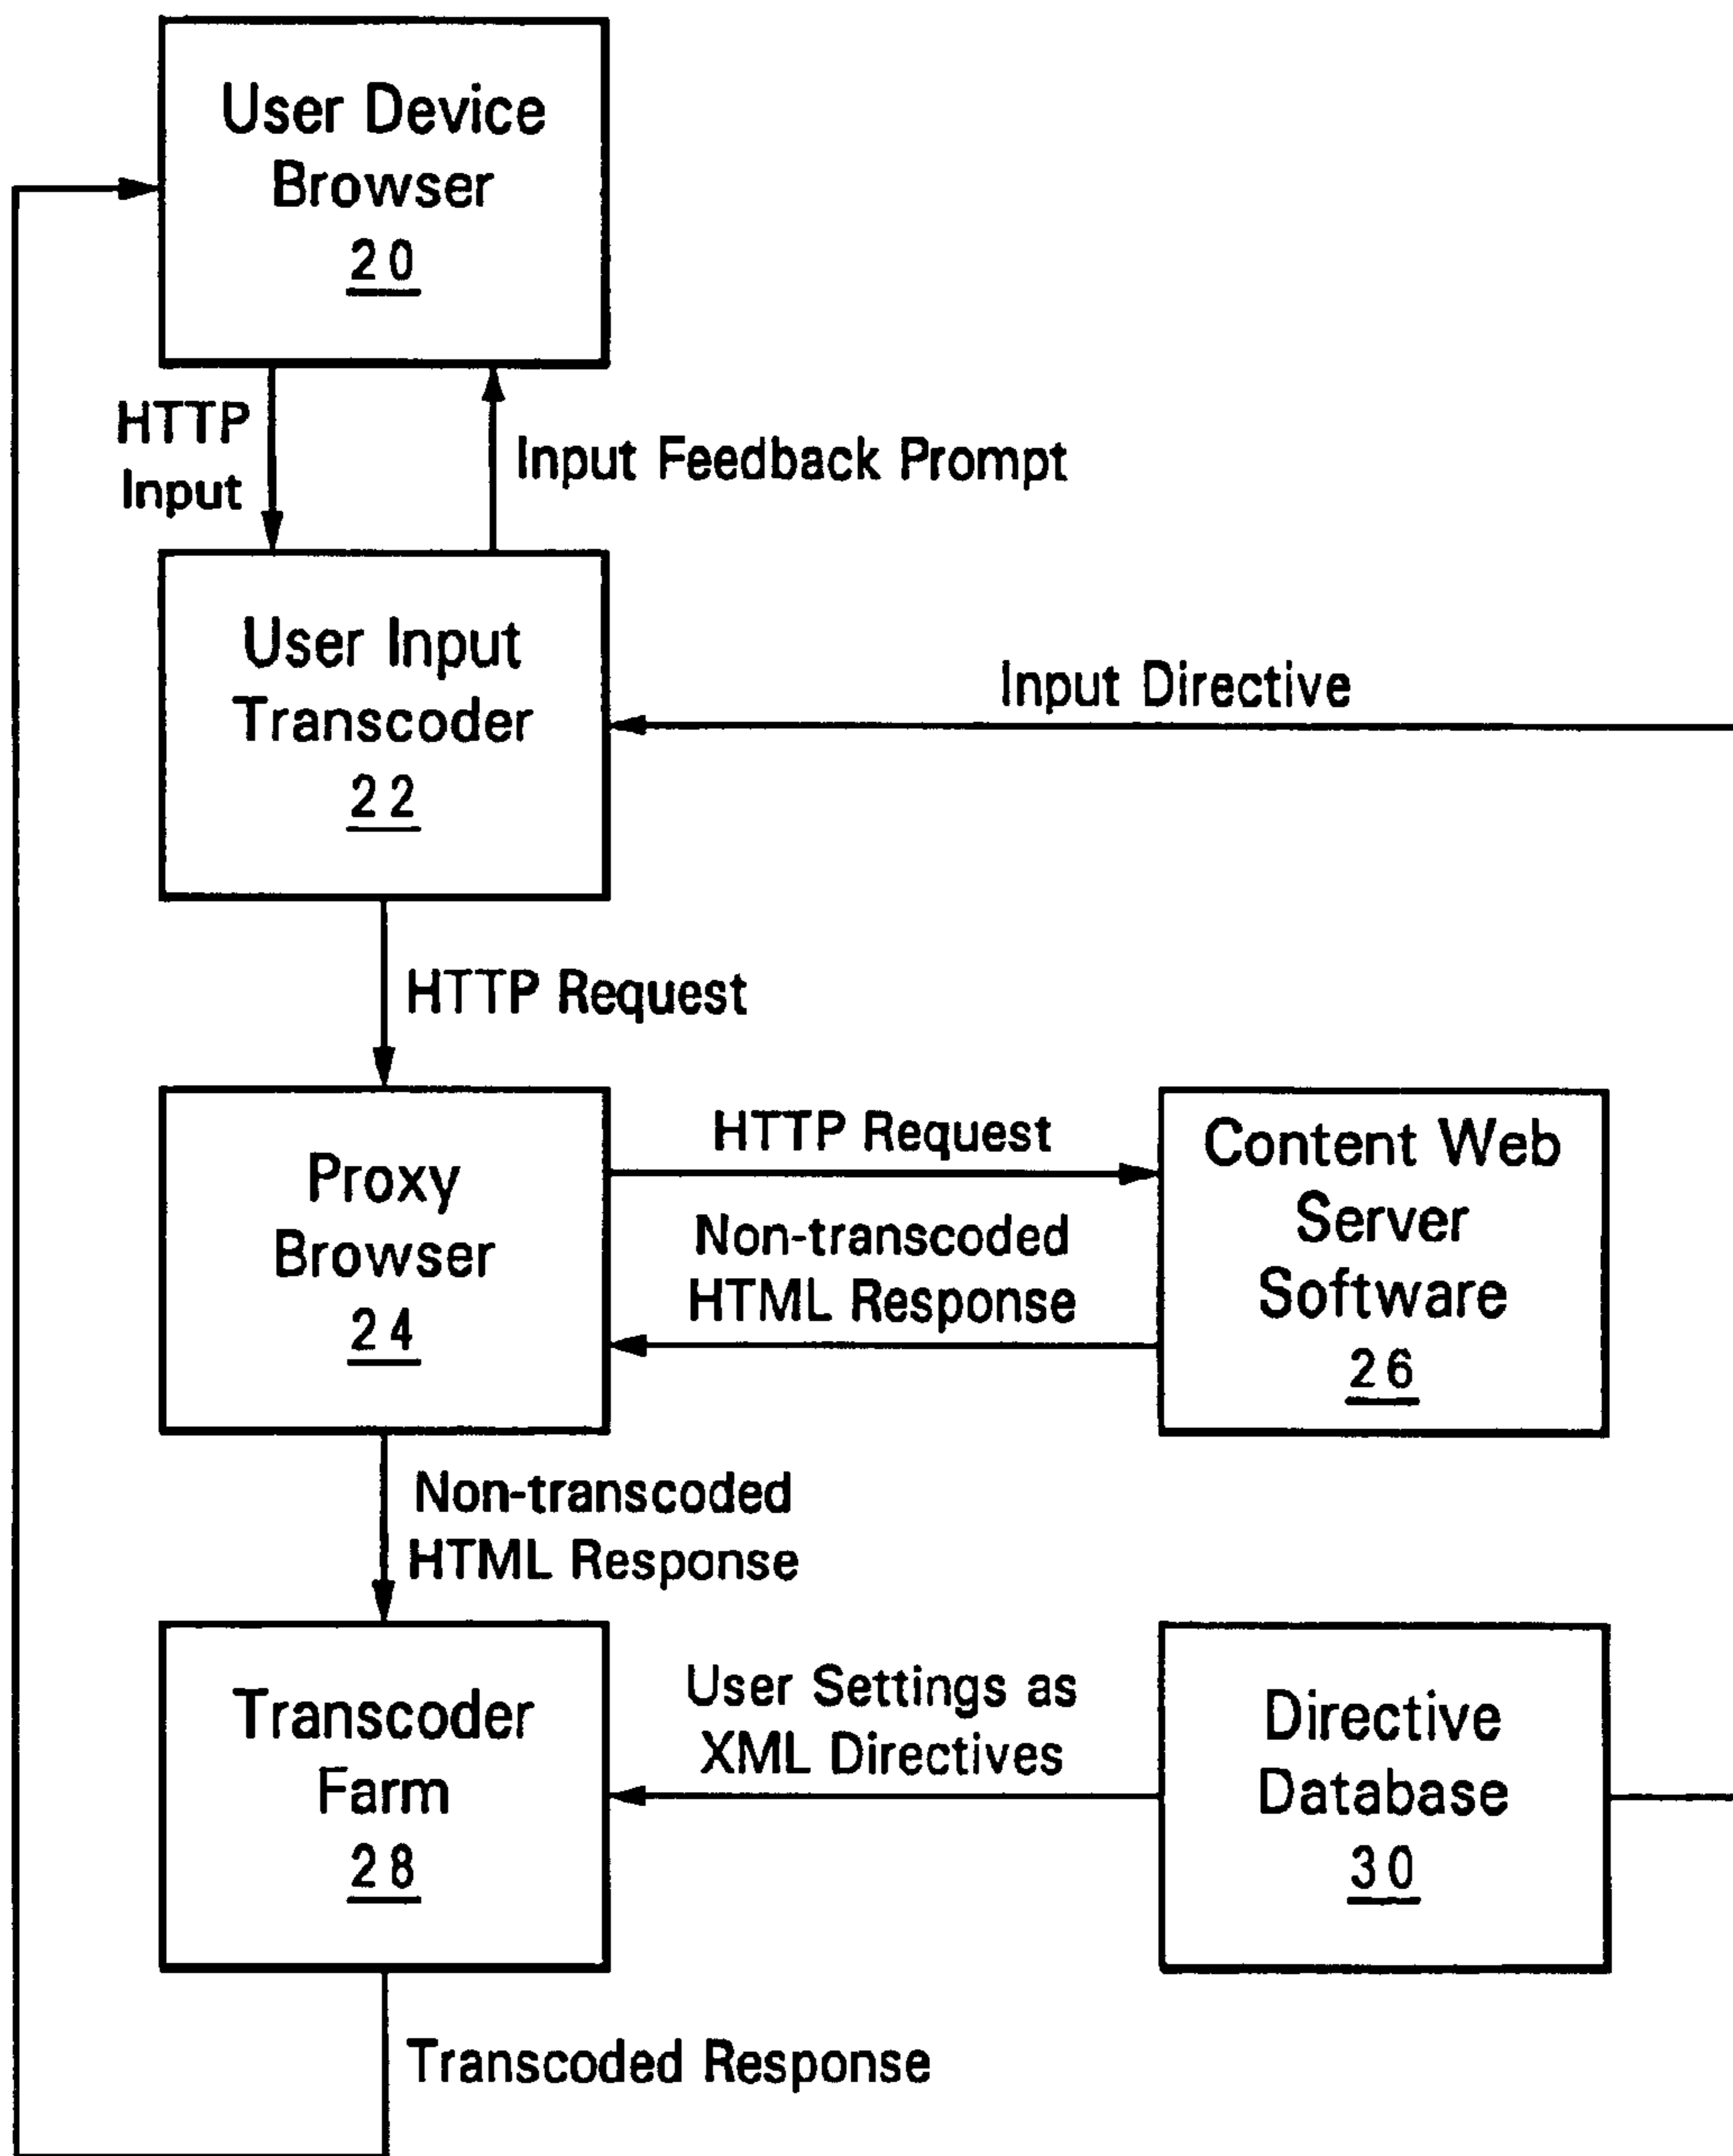 User Device
Browser
20
HTTP
Input
Input Feedback Prompt
User Input
Transcoder
22
Input Directive
HTTP Request
Proxy
Browser
24
HTTP Request
Non-transcoded
HTML Response
Content Web
Server
Software
26
Non-transcoded
HTML Response
Transcoder
Farm
28
User Settings as
XML Directives
Directive
Database
30
Transcoded Response